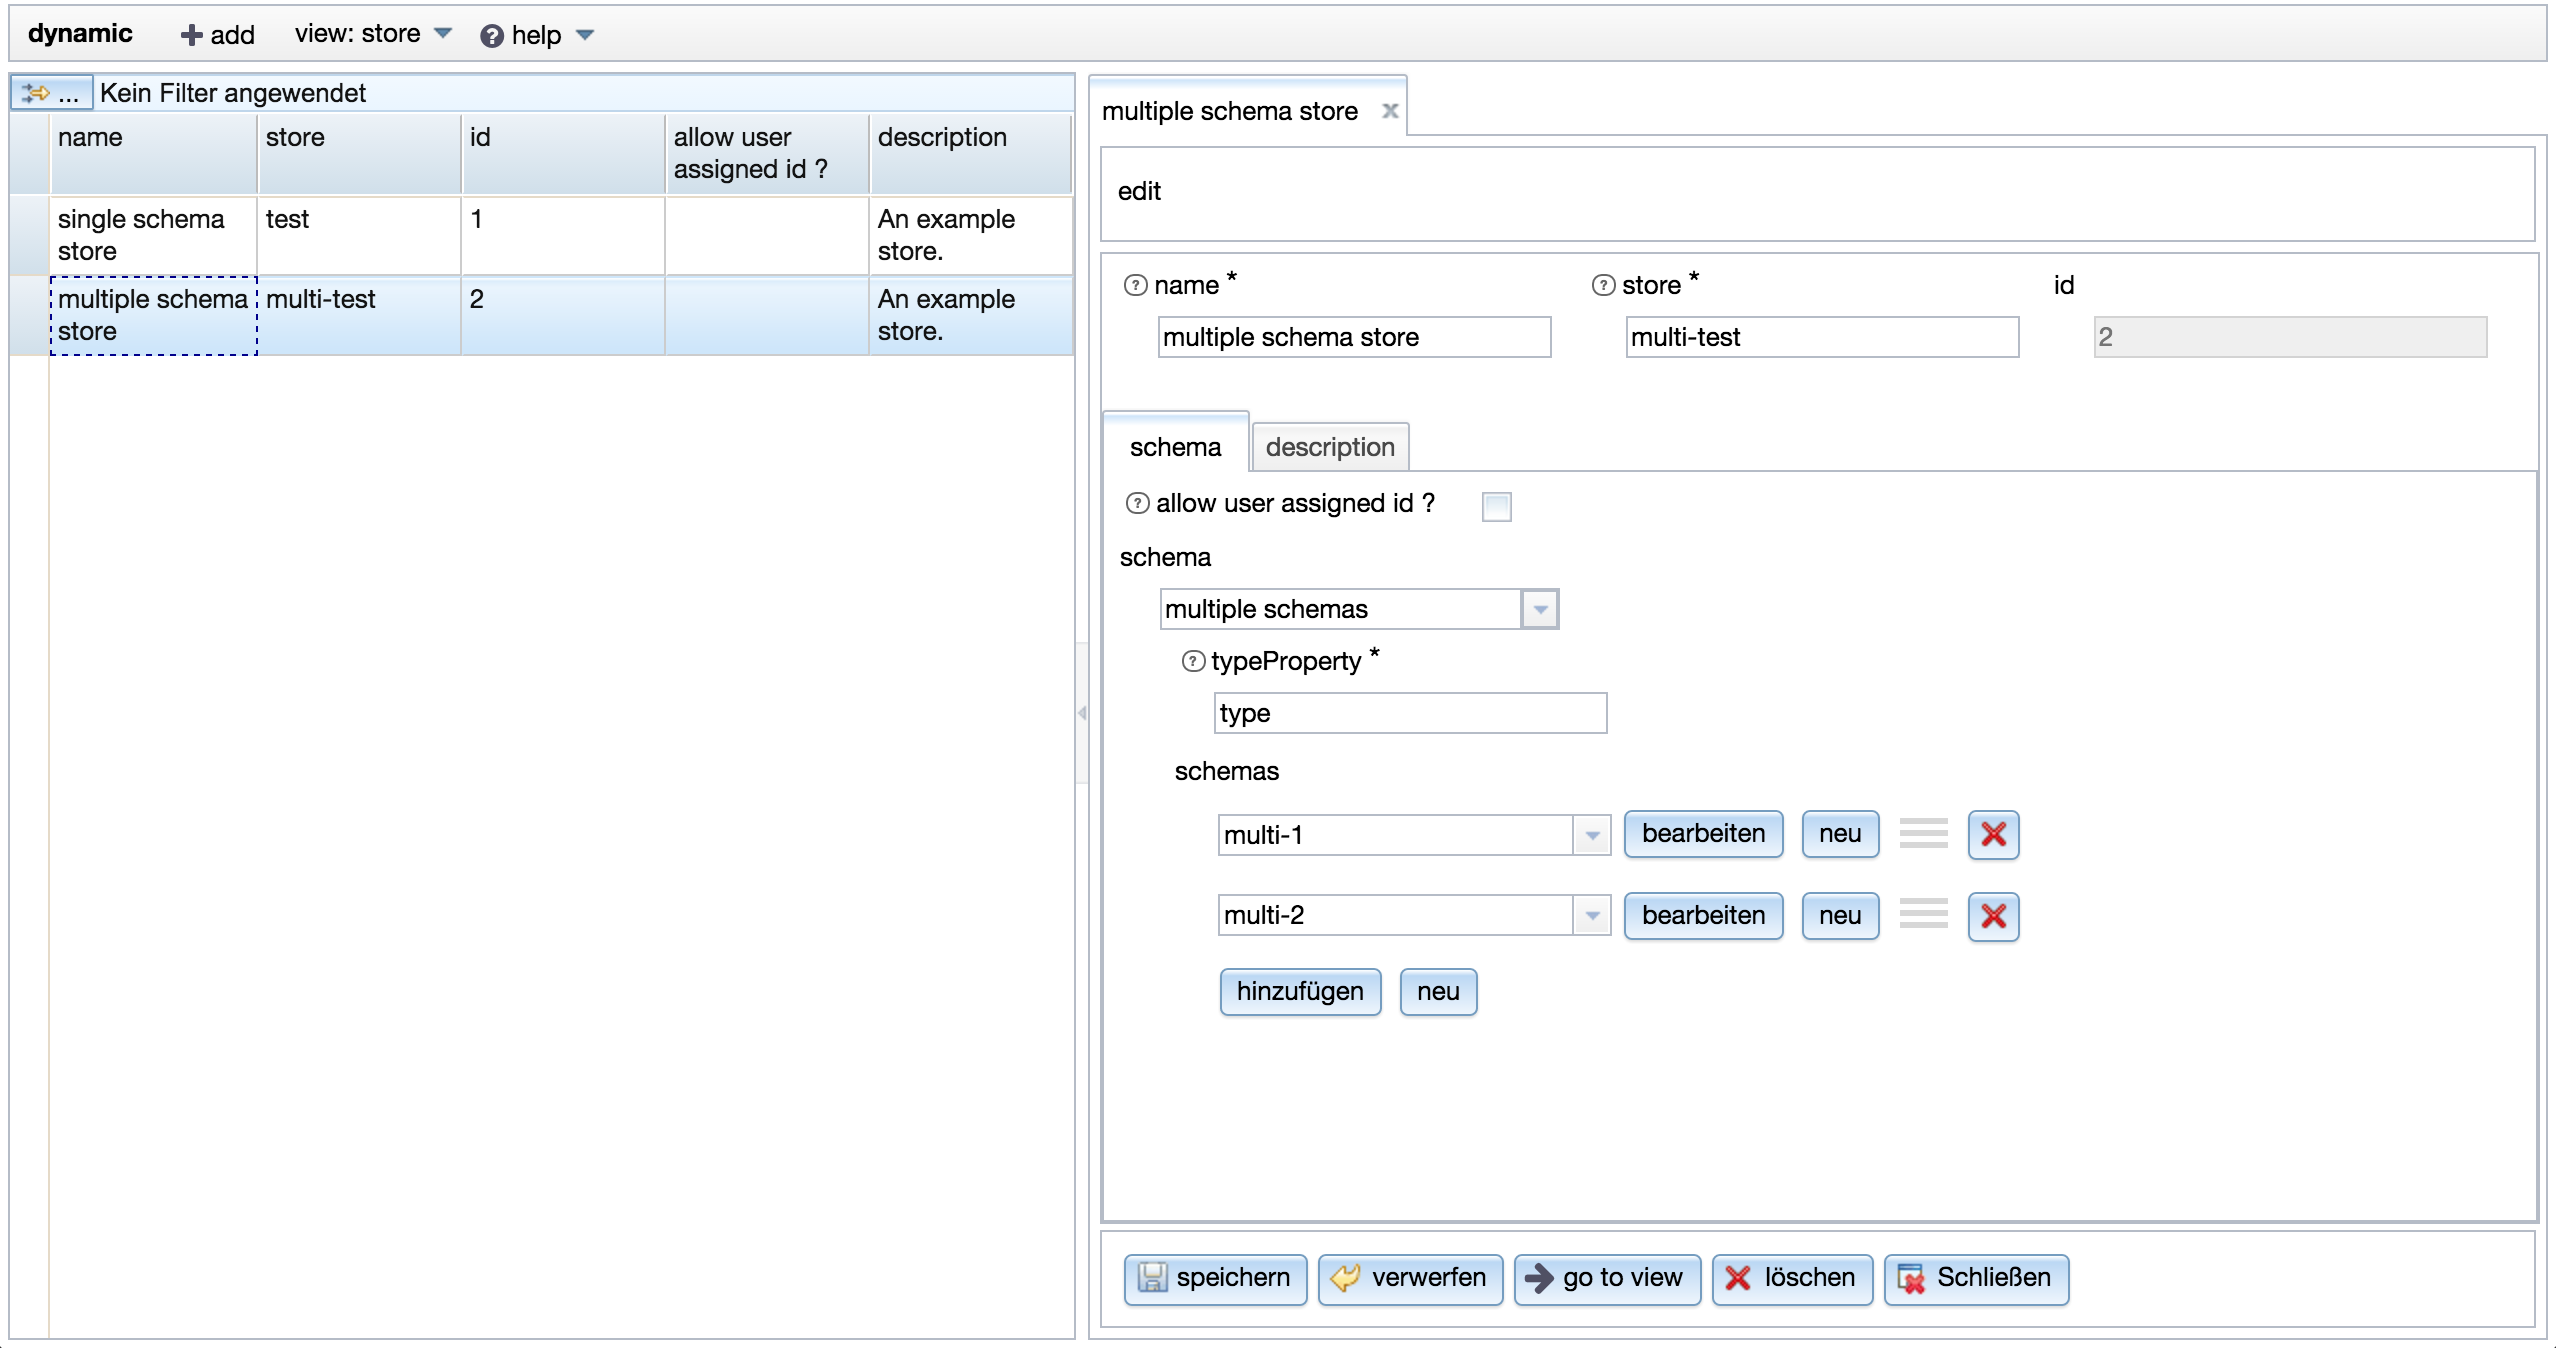 dynamic add view: store help
... Kein Filter angewendet
name store id allow user assigned id ? description
single schema store test 1 An example store.
multiple schema store multi-test 2 An example store.
multiple schema store
edit
name * store * id
multiple schema store multi-test 2
schema description
allow user assigned id ?
schema
multiple schemas
typeProperty *
type
schemas
multi-1 bearbeiten neu
multi-2 bearbeiten neu
hinzufügen neu
speichern verwerfen go to view löschen Schließen